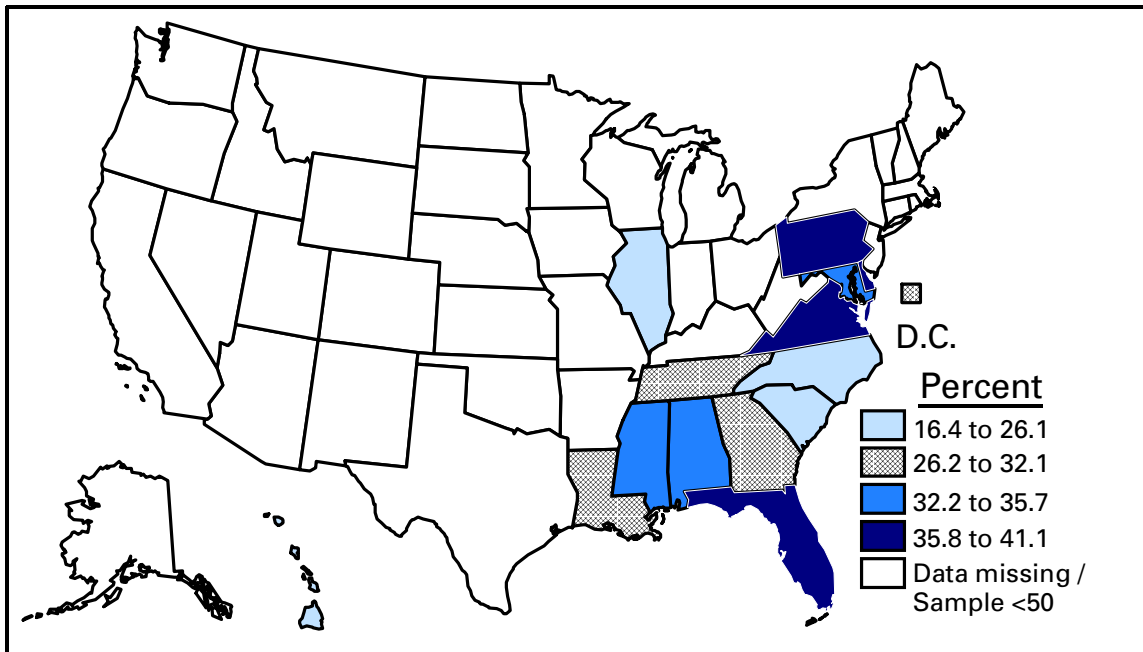 D.C.
Percent
16.4 to 26.1
26.2 to 32.1
32.2 to 35.7
35.8 to 41.1
Data missing /
Sample <50